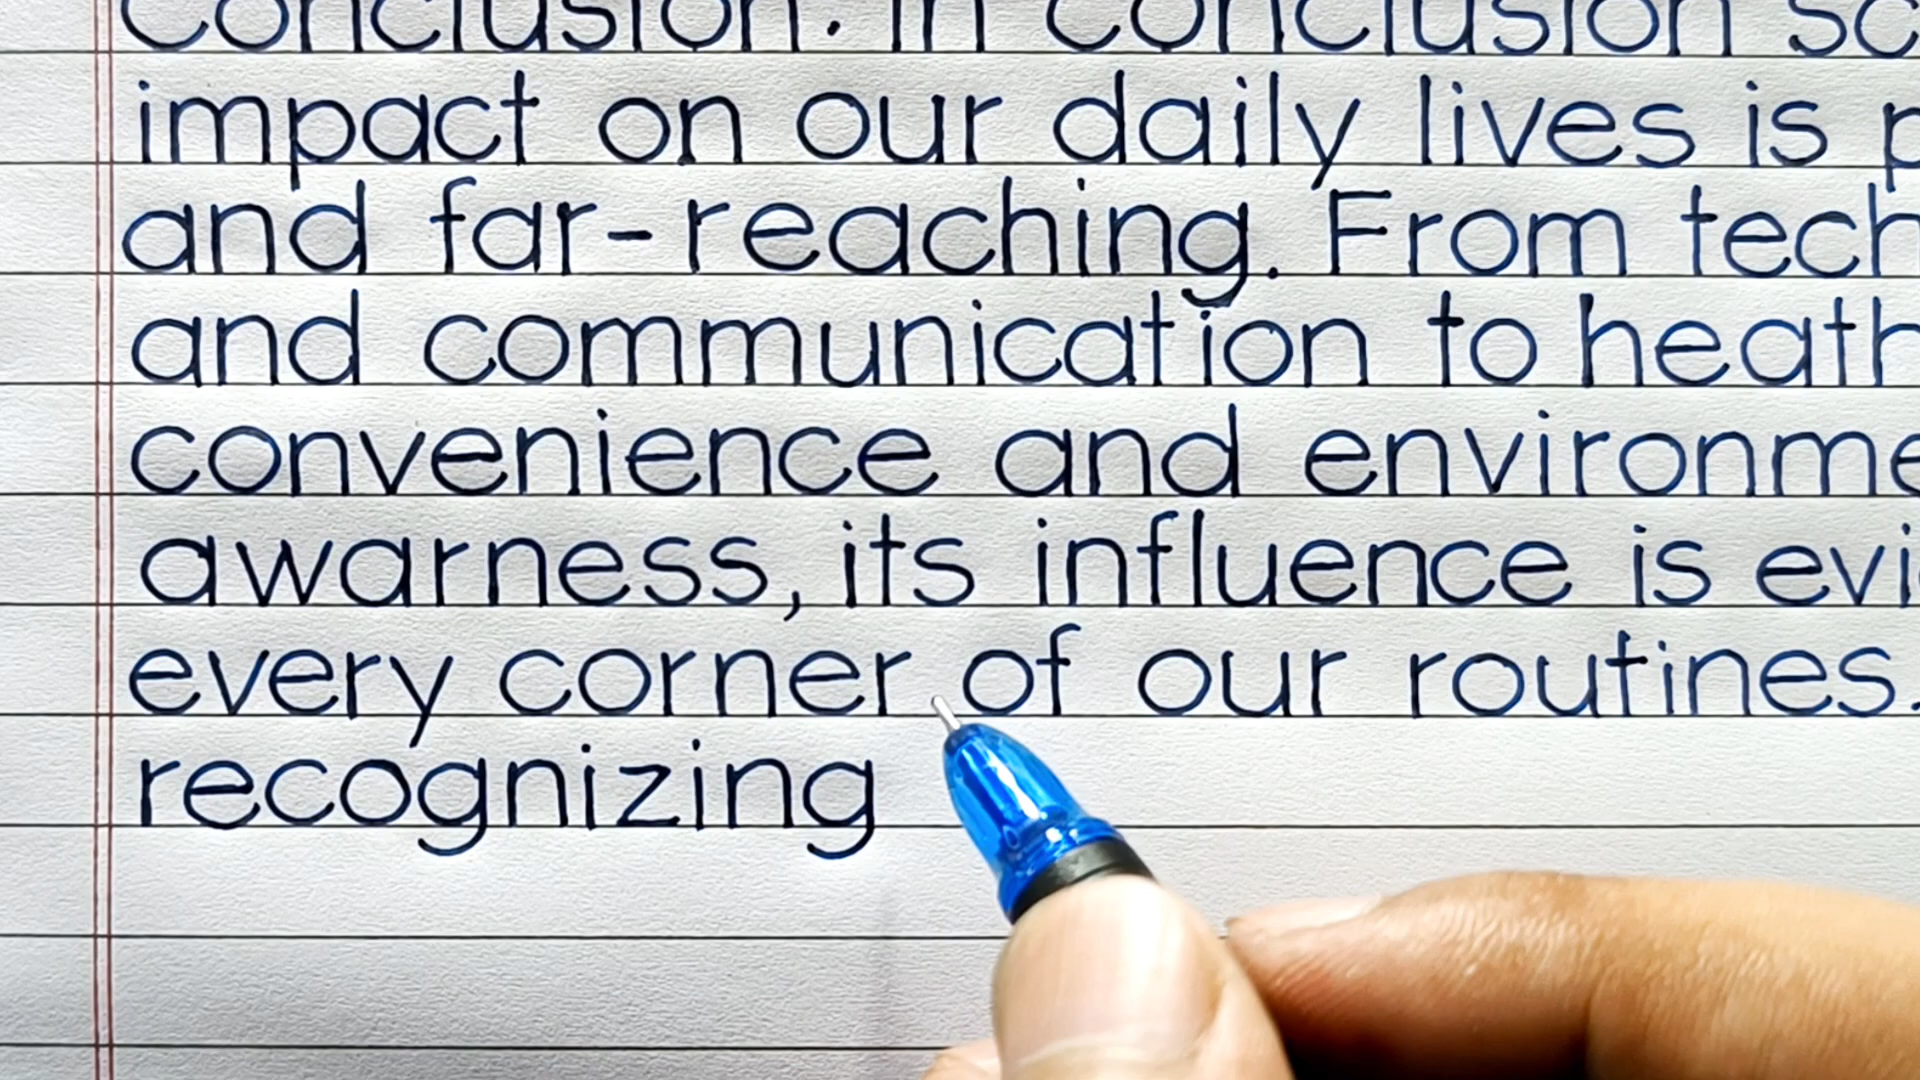 Conclusion: In conclusion sc
impact on our daily lives is p
and far-reaching. From tech
and communication to heath
convenience and environme
awarness, its influence is evi
every corner of our routines.
recognizing